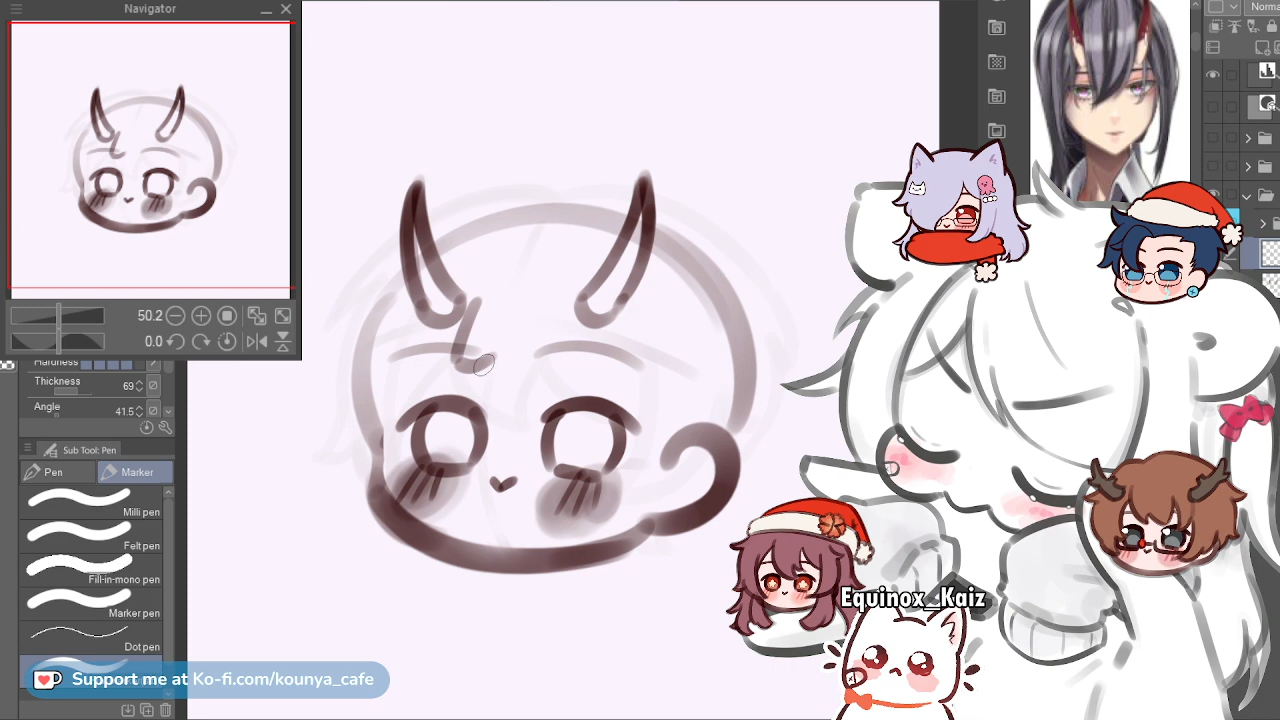 Navigator
50.2
0.0
Norma
Hardness
Thickness 69
Angle 41.5
Sub Tool: Pen
Pen Marker
Milli pen
Felt pen
Fill-in-mono pen
Marker pen
Dot pen
Equinox_Kaiz
Support me at Ko-fi.com/kounya_cafe